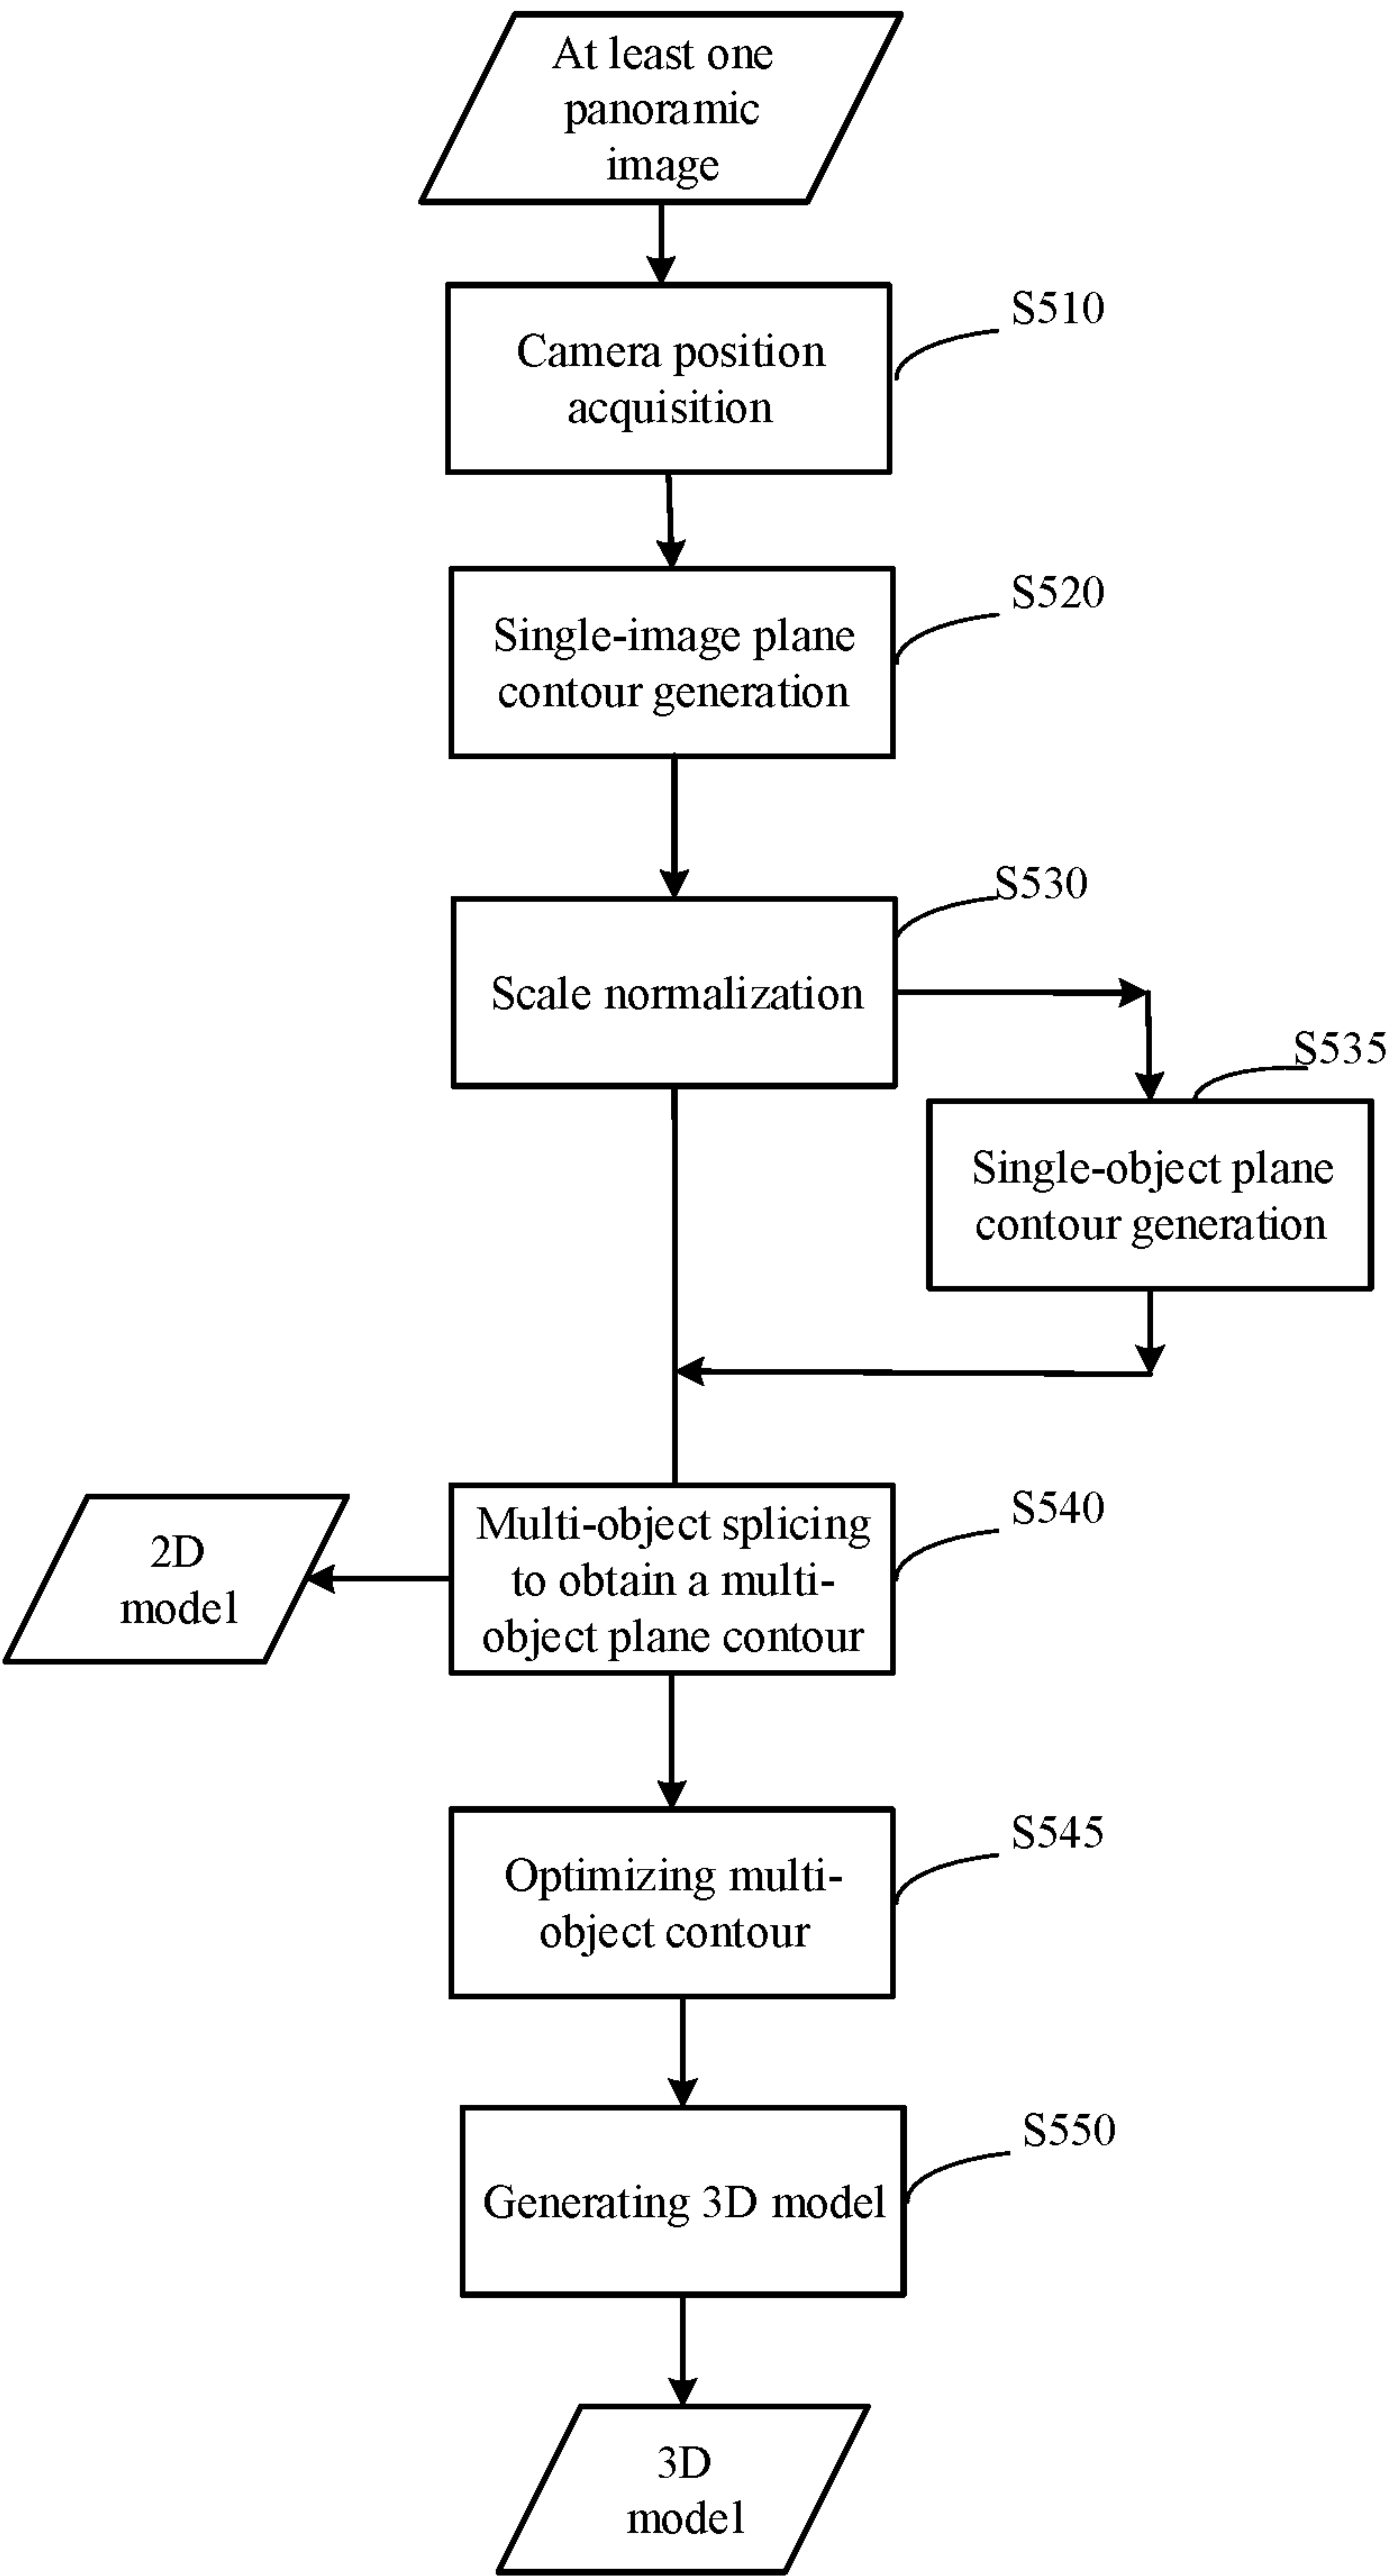 At least one
panoramic
image
S510
Camera position
acquisition
S520
Single-image plane
contour generation
S530
Scale normalization
S535
Single-object plane
contour generation
S540
Multi-object splicing
to obtain a multi-
object plane contour
2D
model
S545
Optimizing multi-
object contour
S550
Generating 3D model
3D
model